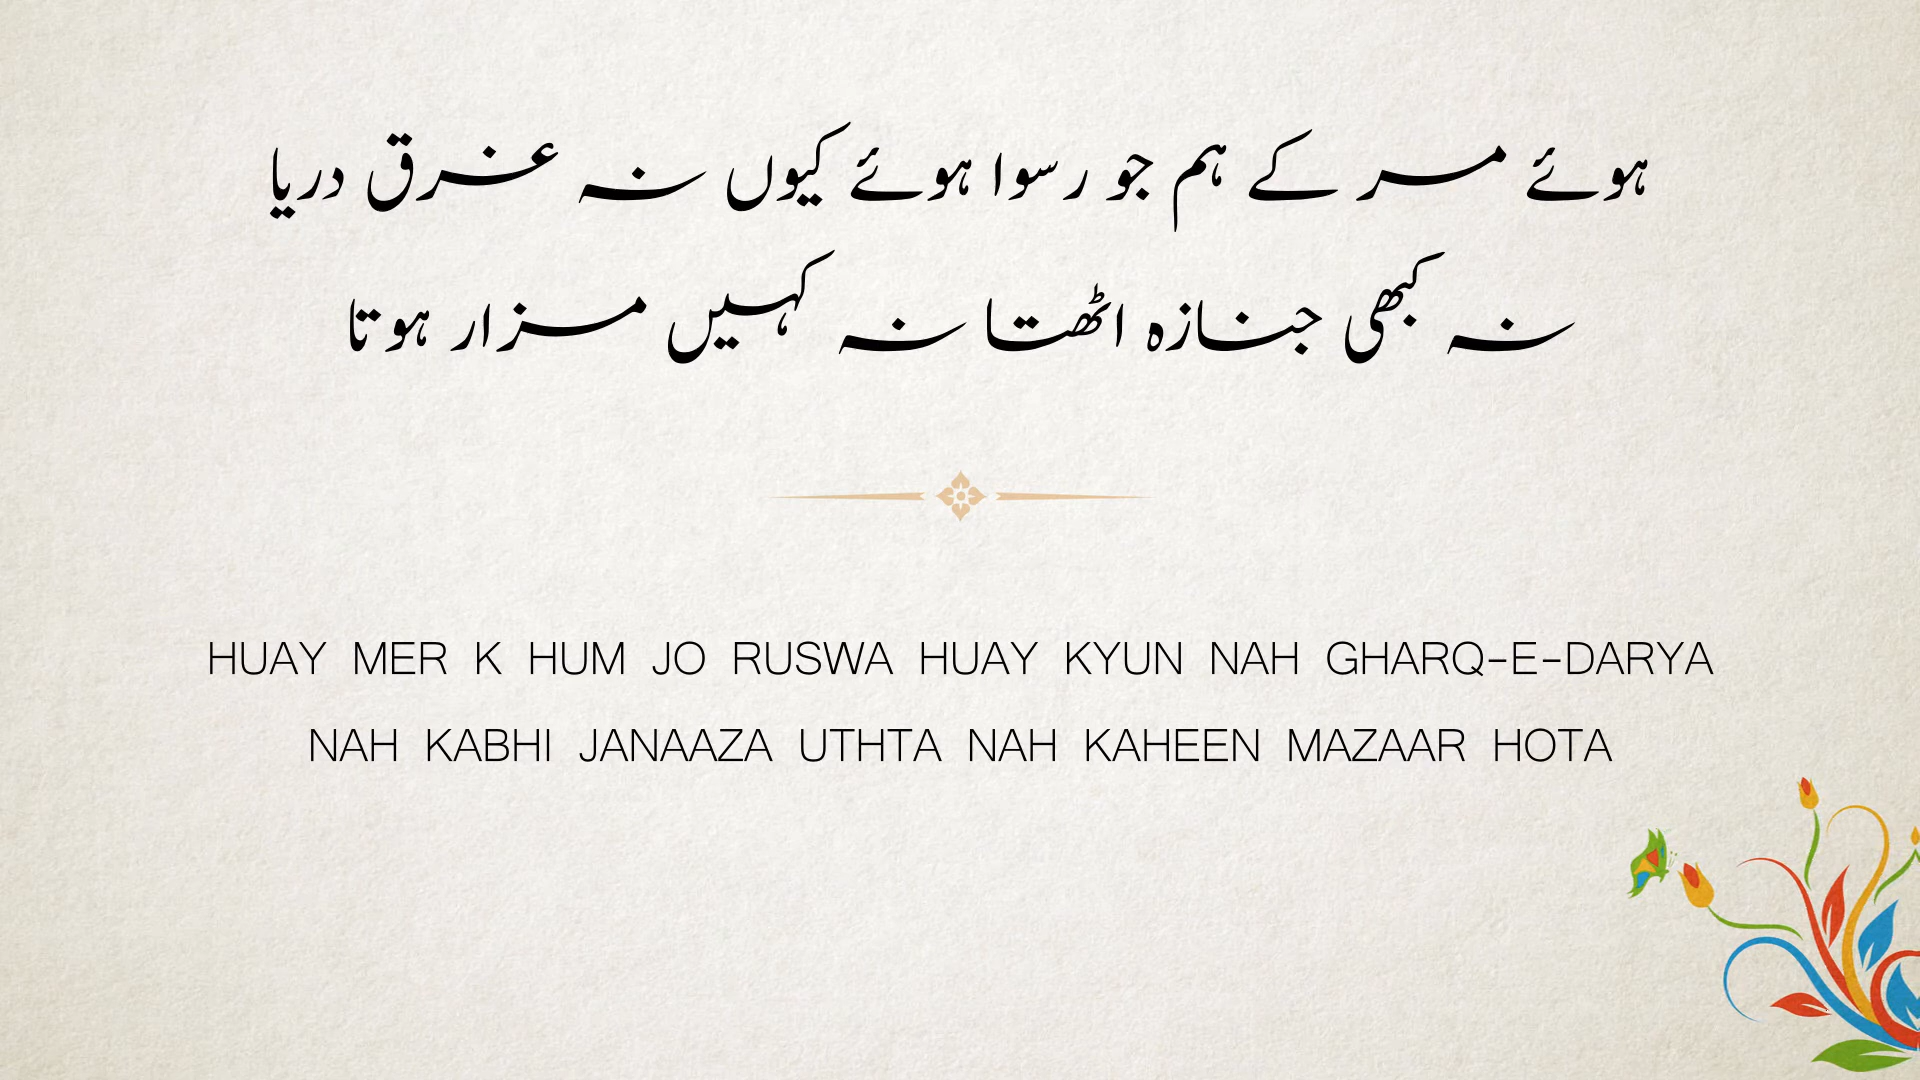 ہوئے مر کے ہم جو رسوا ہوئے کیوں نہ غرق دریا
نہ کبھی جنازہ اٹھتا نہ کہیں مزار ہوتا
HUAY MER K HUM JO RUSWA HUAY KYUN NAH GHARQ-E-DARYA
NAH KABHI JANAAZA UTHTA NAH KAHEEN MAZAAR HOTA